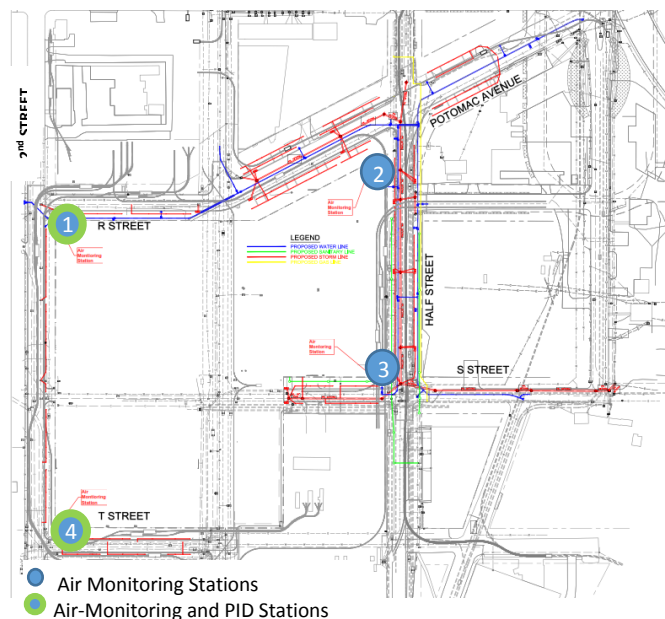 POTOMAC AVENUE
2nd STREET
2
Air
Monitoring
Station
1
R STREET
Air
Monitoring
Station
LEGEND
PROPOSED WATER LINE
PROPOSED SANITARY LINE
PROPOSED STORM LINE
HALF STREET
Air
Monitoring
Station
3
S STREET
Air
Monitoring
Station
T STREET
4
Air Monitoring Stations
Air-Monitoring and PID Stations